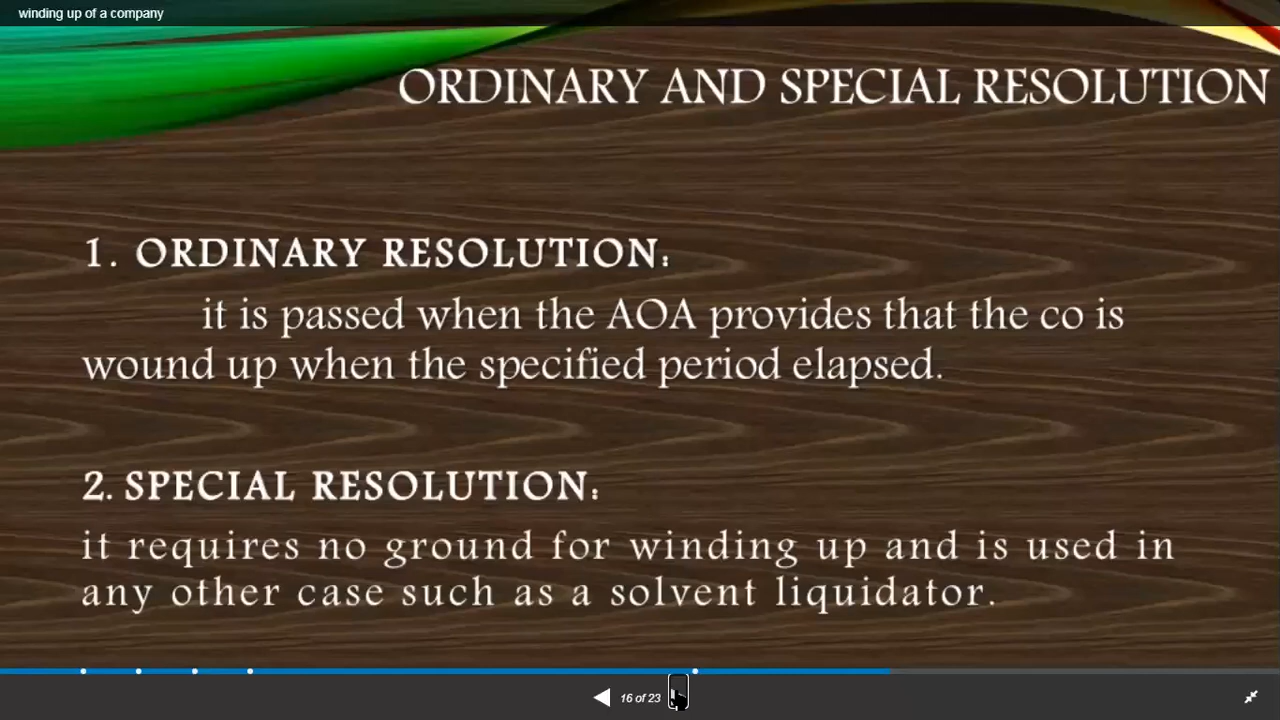 winding up of a company
ORDINARY AND SPECIAL RESOLUTION
1. ORDINARY RESOLUTION:
it is passed when the AOA provides that the co is
wound up when the specified period elapsed.
2. SPECIAL RESOLUTION:
it requires no ground for winding up and is used in
any other case such as a solvent liquidator.
16 of 23